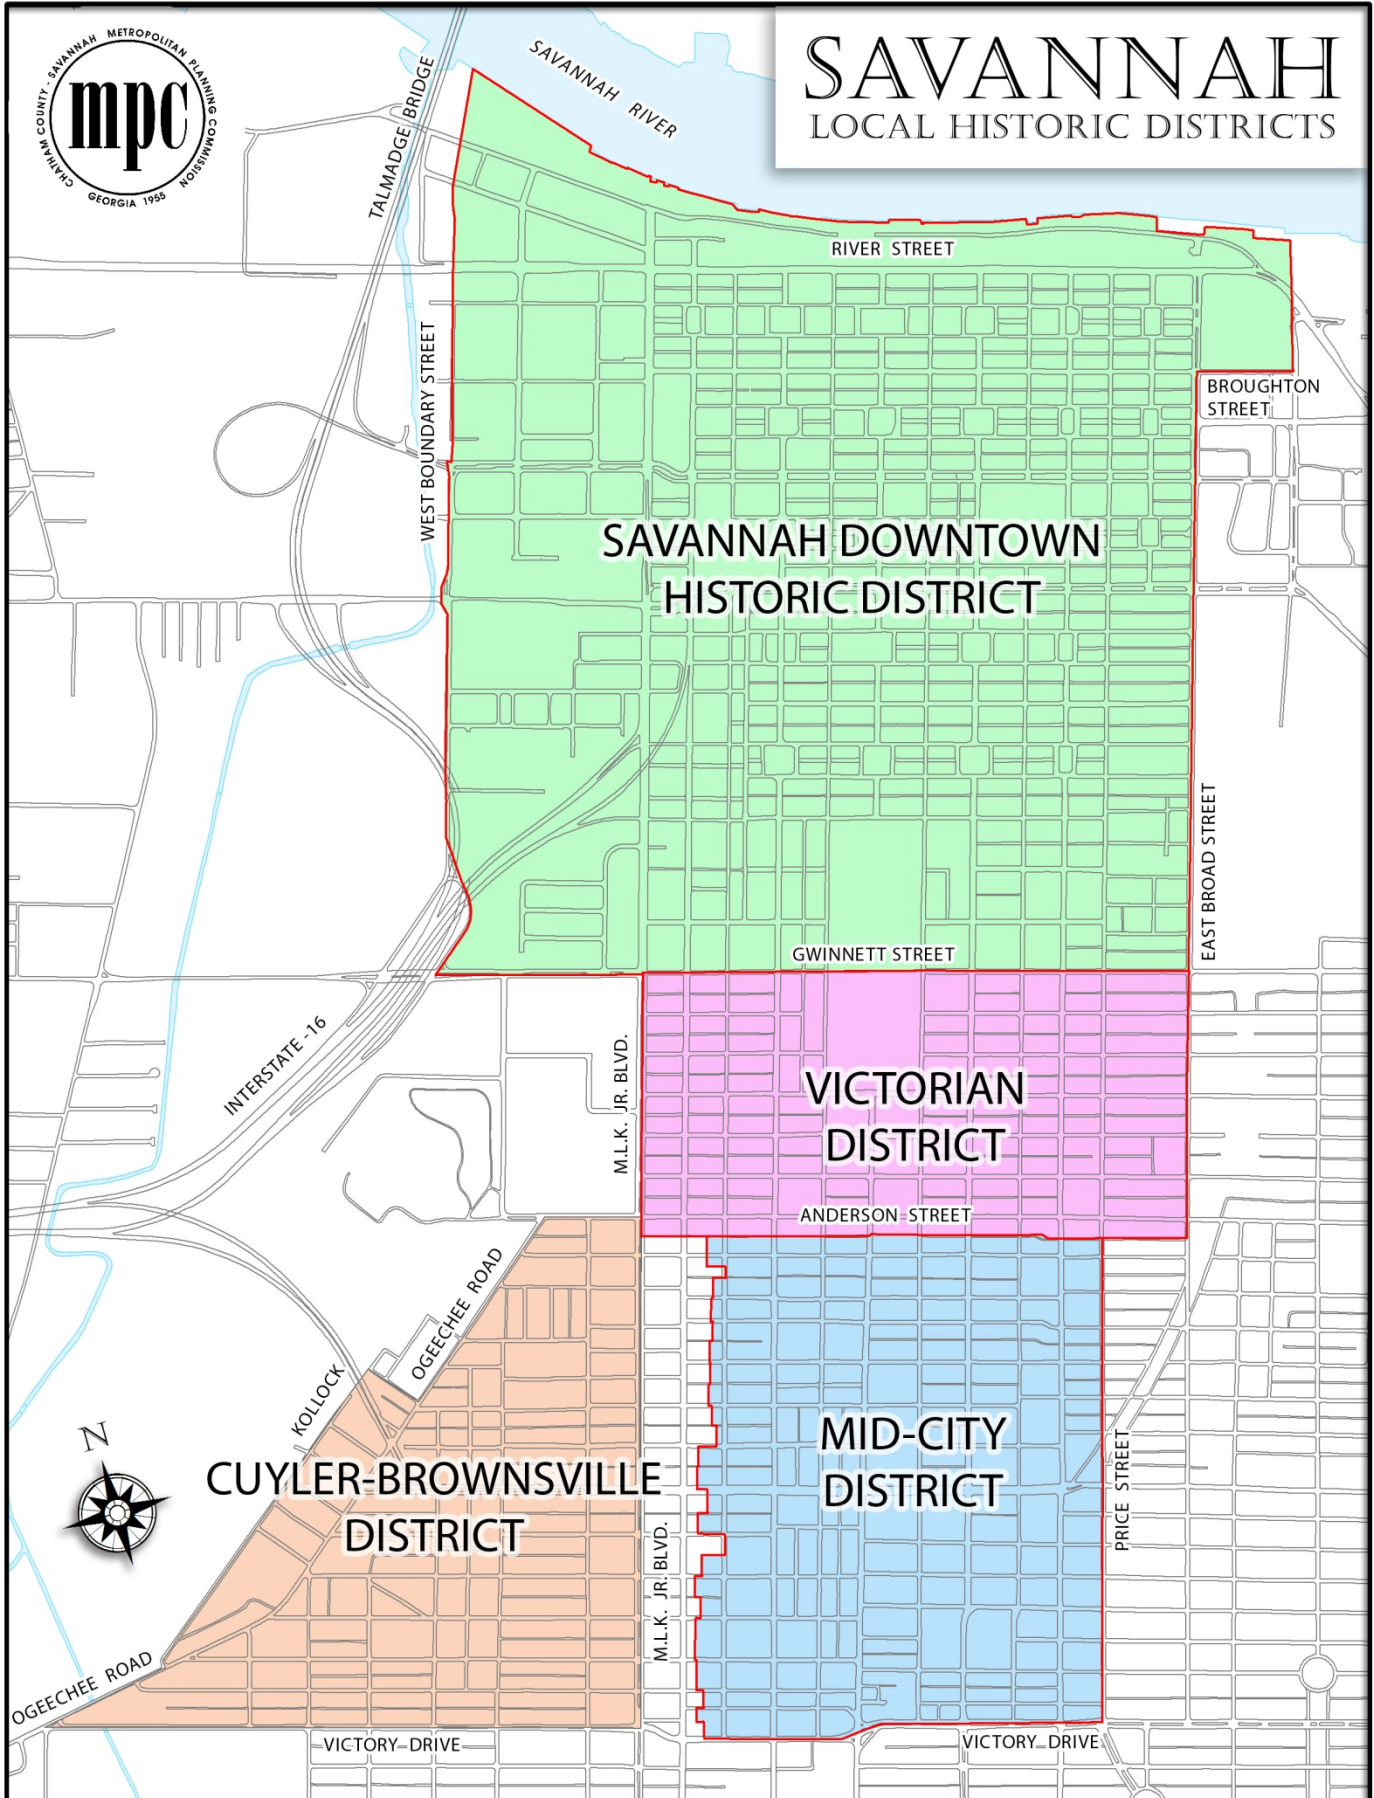 CHATHAM COUNTY - SAVANNAH METROPOLITAN PLANNING COMMISSION
mpc
GEORGIA 1955
SAVANNAH
LOCAL HISTORIC DISTRICTS
TALMADGE BRIDGE
SAVANNAH RIVER
RIVER STREET
WEST BOUNDARY STREET
BROUGHTON
STREET
SAVANNAH DOWNTOWN
HISTORIC DISTRICT
EAST BROAD STREET
GWINNETT STREET
INTERSTATE -16
M.L.K. JR. BLVD.
VICTORIAN
DISTRICT
ANDERSON STREET
OGEECHEE ROAD
KOLLOCK
N
CUYLER-BROWNSVILLE
DISTRICT
MID-CITY
DISTRICT
PRICE STREET
M.L.K. JR. BLVD.
OGEECHEE ROAD
VICTORY DRIVE
VICTORY DRIVE